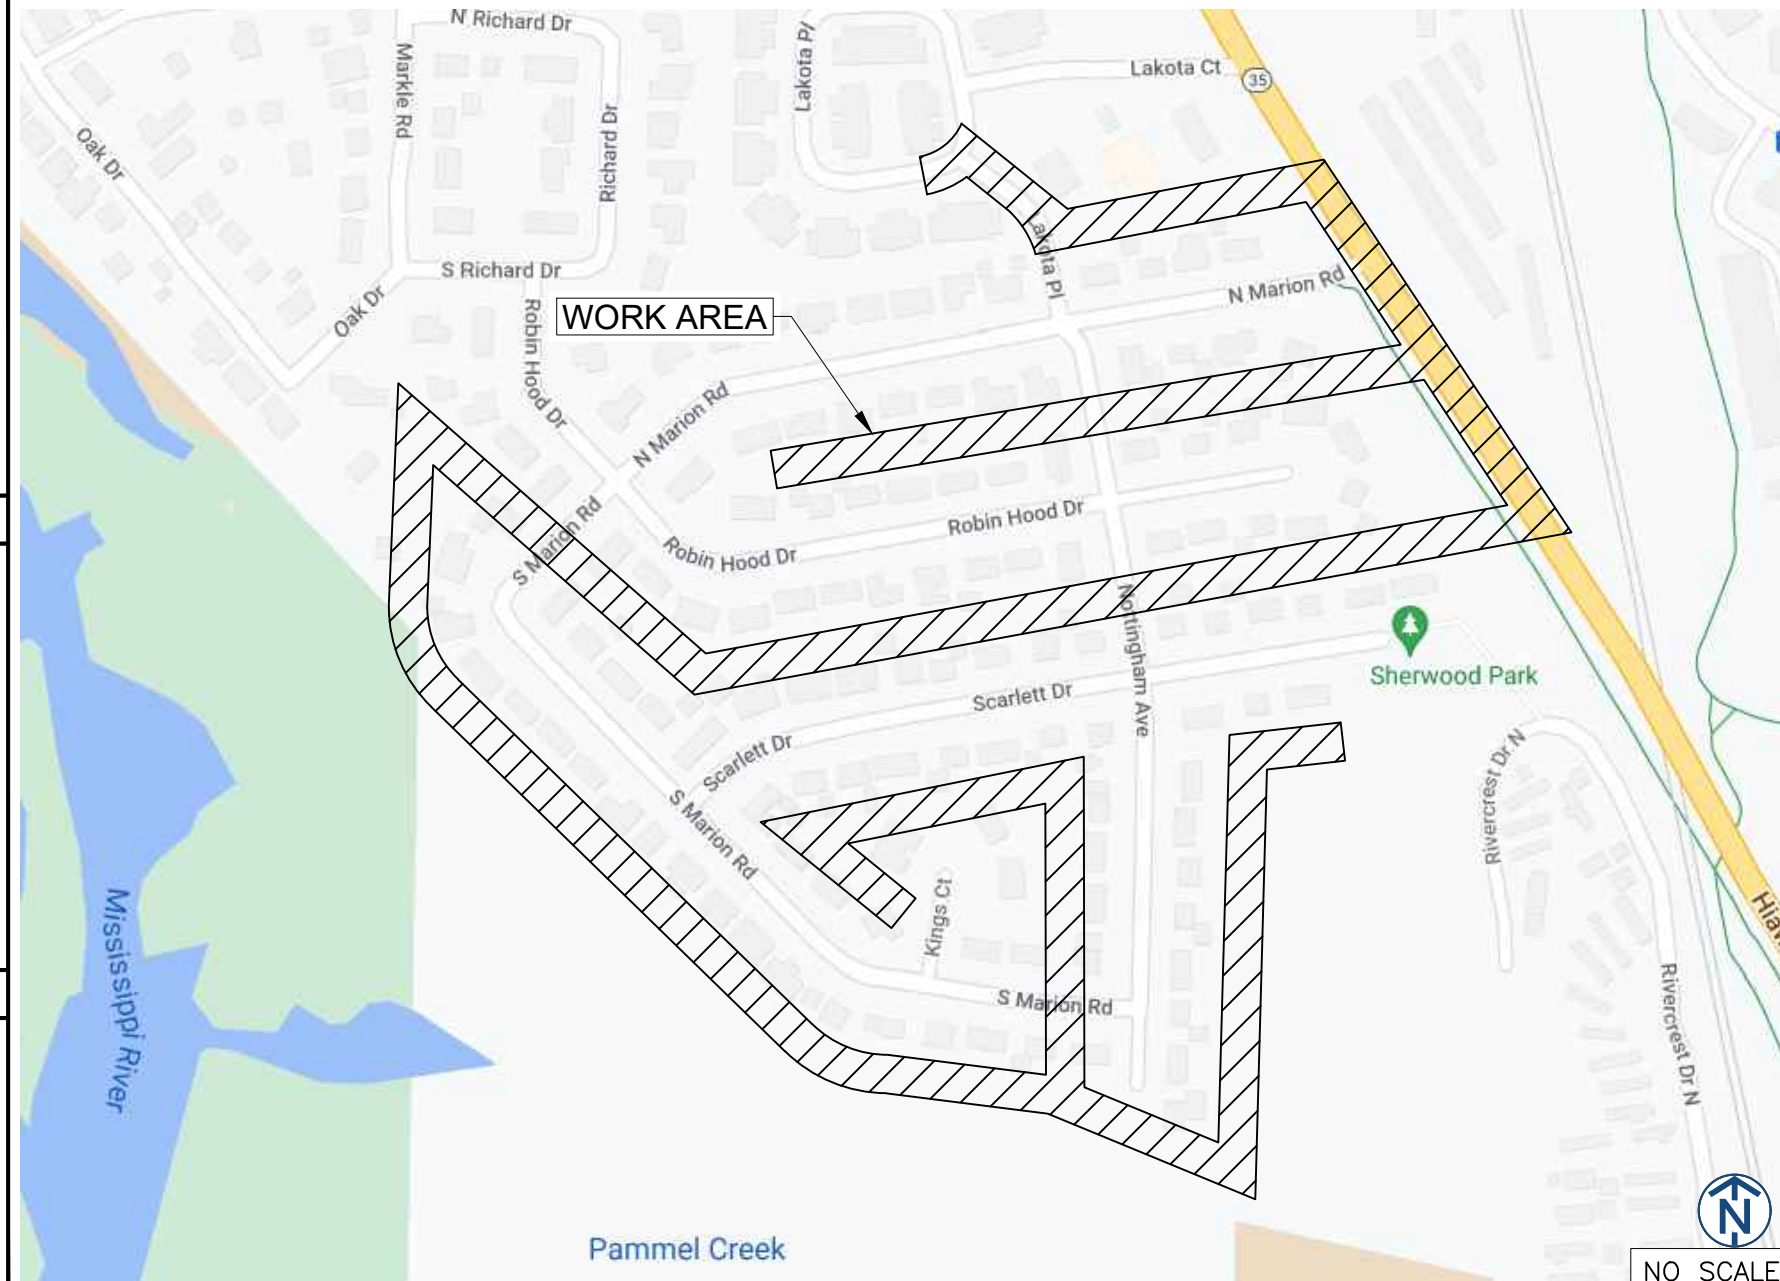 N Richard Dr
Markle Rd
Lakota Pl
Lakota Ct
35
Oak Dr
Richard Dr
S Richard Dr
Oak Dr
Robin Hood Dr
WORK AREA
Lakota Pl
N Marion Rd
N Marion Rd
S Marion Rd
Robin Hood Dr
Robin Hood Dr
Nottingham Ave
Sherwood Park
Scarlett Dr
Scarlett Dr
S Marion Rd
Rivercrest Dr N
Kings Ct
Mississippi River
S Marion Rd
Rivercrest Dr N
Pammel Creek
N
NO SCALE